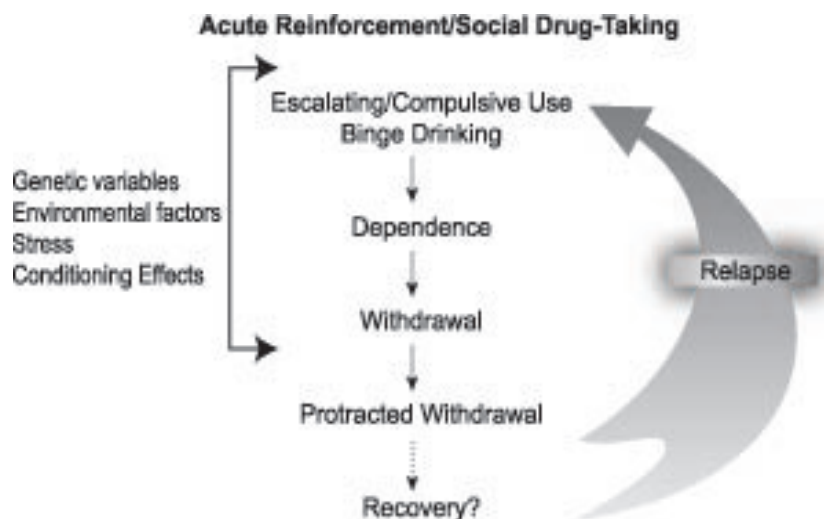 Acute Reinforcement/Social Drug-Taking
Escalating/Compulsive Use
Binge Drinking
Genetic variables
Environmental factors
Stress
Conditioning Effects
Dependence
Relapse
Withdrawal
Protracted Withdrawal
Recovery?